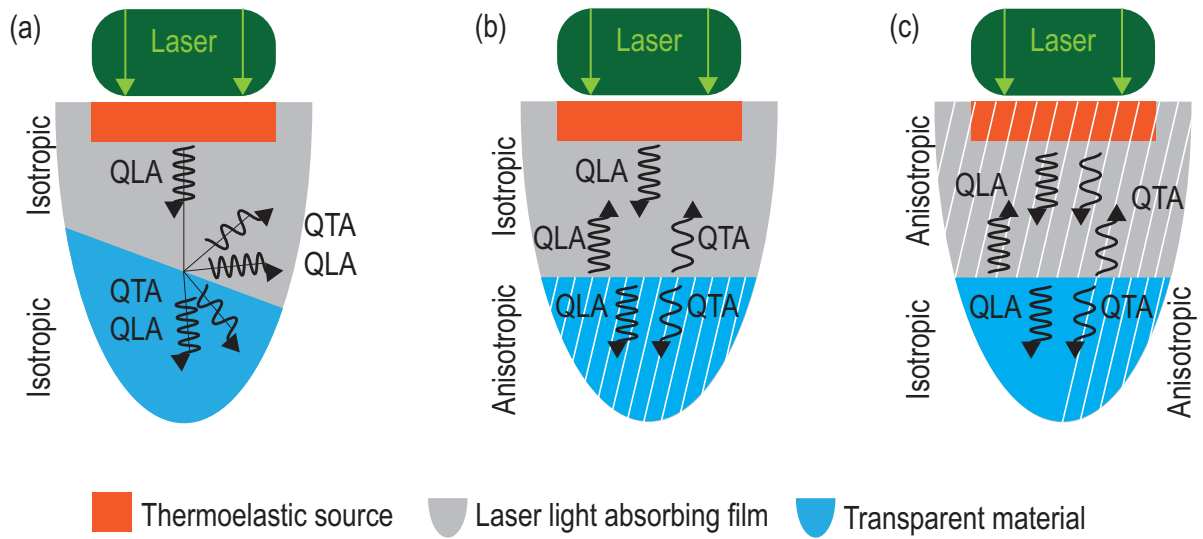 (a)
Laser
Isotropic
QLA
QTA
QLA
QTA
QLA
Isotropic
(b)
Laser
Isotropic
QLA
QLA
QTA
QLA
QTA
Anisotropic
(c)
Laser
Anisotropic
QLA
QTA
QLA
QTA
Isotropic
Anisotropic
Thermoelastic source
Laser light absorbing film
Transparent material